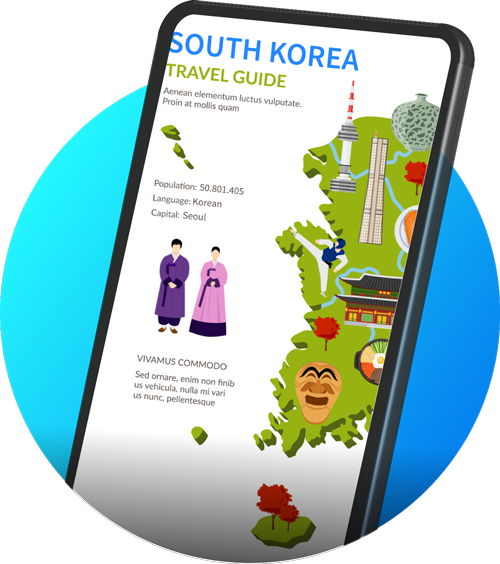 SOUTH KOREA
TRAVEL GUIDE
Aenean elementum luctus vulputate.
Proin at mollis quam
Population: 50.801.405
Language: Korean
Capital: Seoul
VIVAMUS COMMODO
Sed ornare, enim non finib
us vehicula, nulla mi vari
us nunc, pellentesque